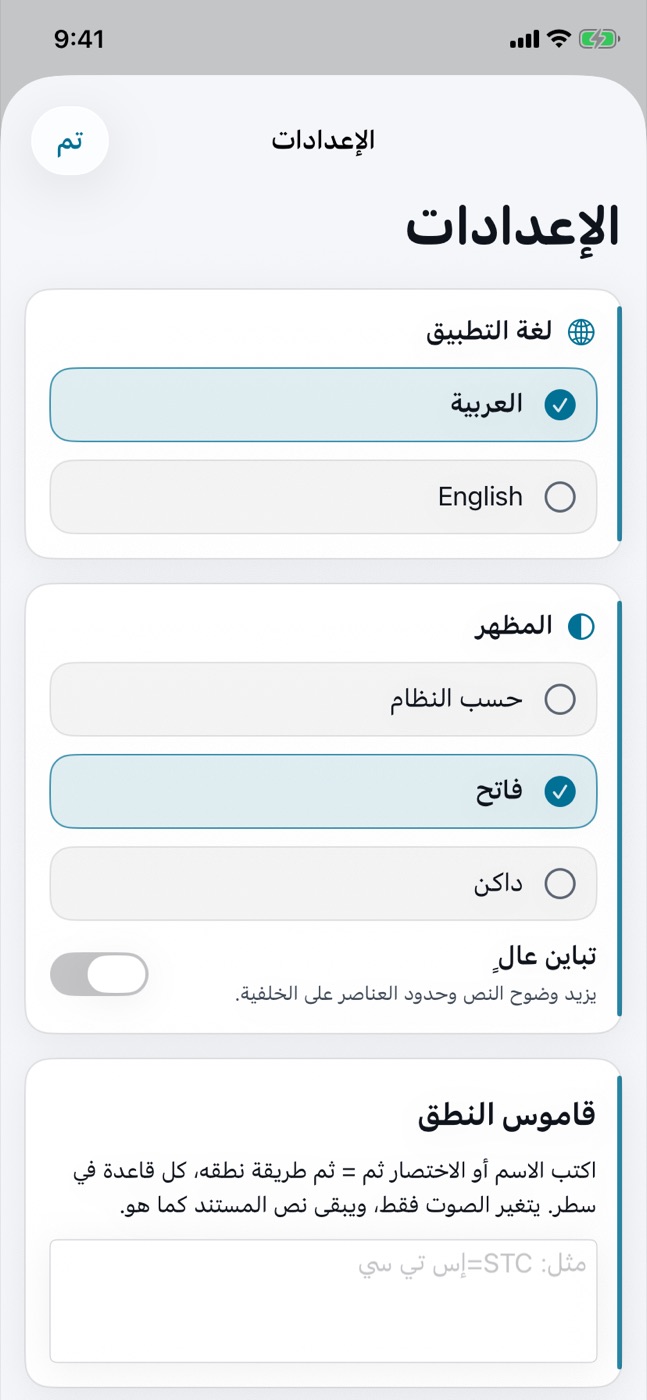 9:41
تم
الإعدادات
الإعدادات
لغة التطبيق
العربية
English
المظهر
حسب النظام
فاتح
داكن
تباين عالٍ
يزيد وضوح النص وحدود العناصر على الخلفية.
قاموس النطق
اكتب الاسم أو الاختصار ثم = ثم طريقة نطقه، كل قاعدة في
سطر. يتغير الصوت فقط، ويبقى نص المستند كما هو.
مثل: STC=إس تي سي